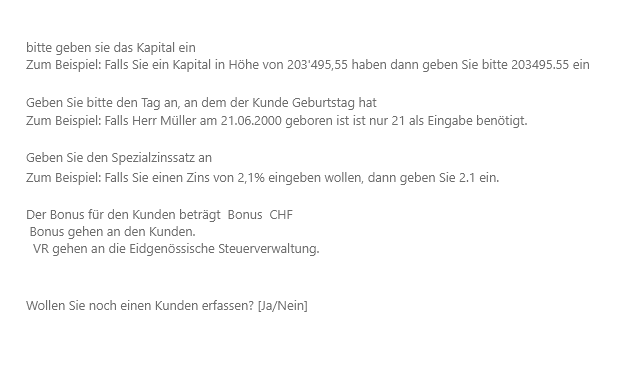 bitte geben sie das Kapital ein
Zum Beispiel: Falls Sie ein Kapital in Höhe von 203'495,55 haben dann geben Sie bitte 203495.55 ein
Geben Sie bitte den Tag an, an dem der Kunde Geburtstag hat
Zum Beispiel: Falls Herr Müller am 21.06.2000 geboren ist ist nur 21 als Eingabe benötigt.
Geben Sie den Spezialzinssatz an
Zum Beispiel: Falls Sie einen Zins von 2,1% eingeben wollen, dann geben Sie 2.1 ein.
Der Bonus für den Kunden beträgt  Bonus  CHF
Bonus gehen an den Kunden.
VR gehen an die Eidgenössische Steuerverwaltung.
Wollen Sie noch einen Kunden erfassen? [Ja/Nein]